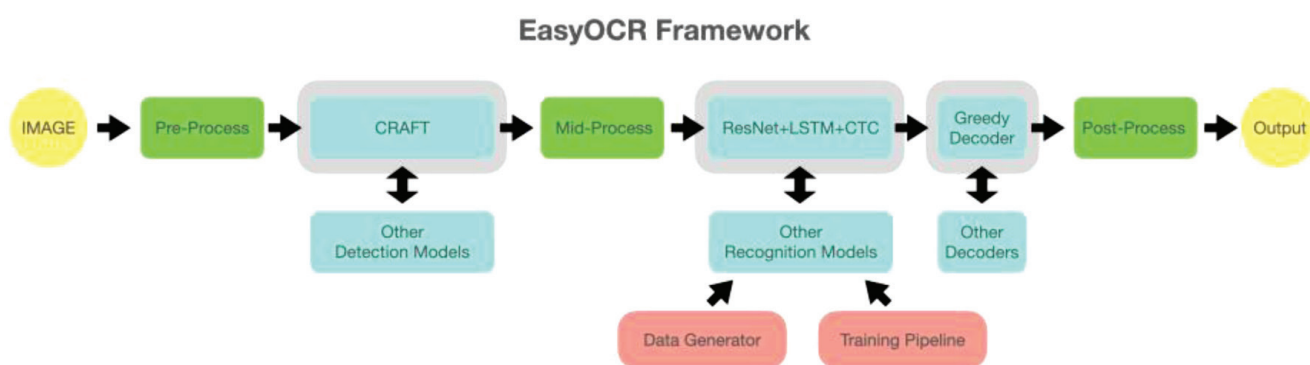 EasyOCR Framework
IMAGE
Pre-Process
CRAFT
Mid-Process
ResNet+LSTM+CTC
Greedy
Decoder
Post-Process
Output
Other
Detection Models
Other
Recognition Models
Other
Decoders
Data Generator
Training Pipeline